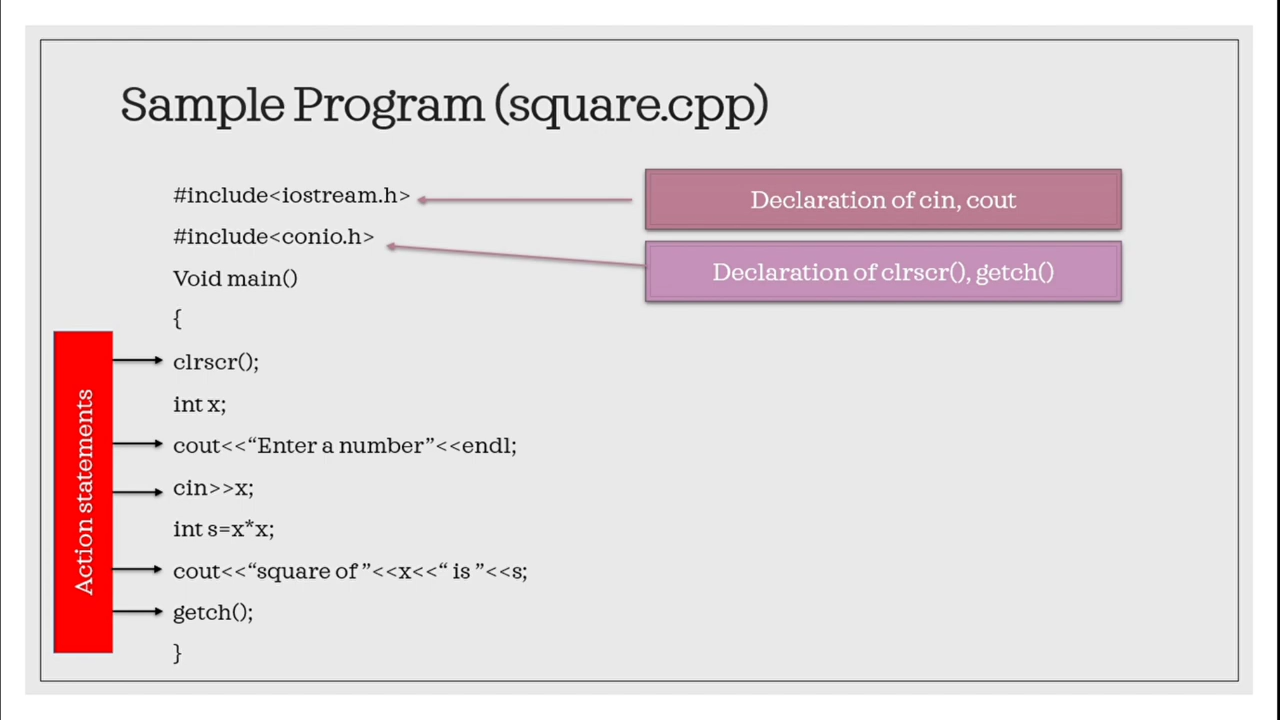 Sample Program (square.cpp)
#include<iostream.h>
Declaration of cin, cout
#include<conio.h>
Declaration of clrscr(), getch()
Void main()
{
Action statements
clrscr();
int x;
cout<<“Enter a number”<<endl;
cin>>x;
int s=x*x;
cout<<“square of ”<<x<<“ is ”<<s;
getch();
}